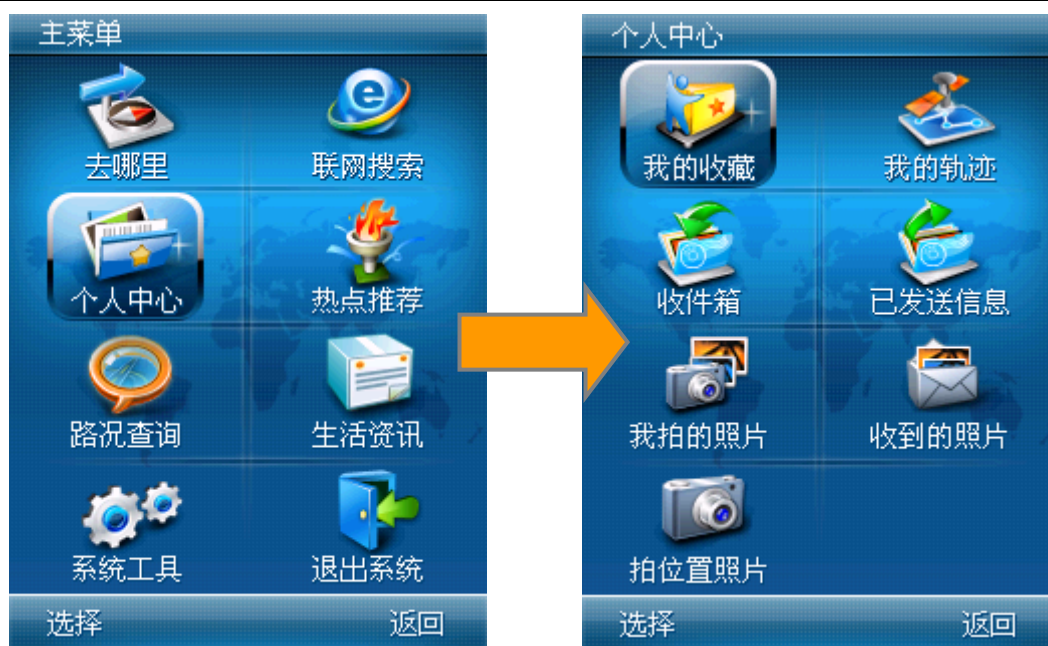 主菜单
去哪里
联网搜索
个人中心
热点推荐
路况查询
生活资讯
系统工具
退出系统
选择
返回
个人中心
我的收藏
我的轨迹
收件箱
已发送信息
我拍的照片
收到的照片
拍位置照片
选择
返回